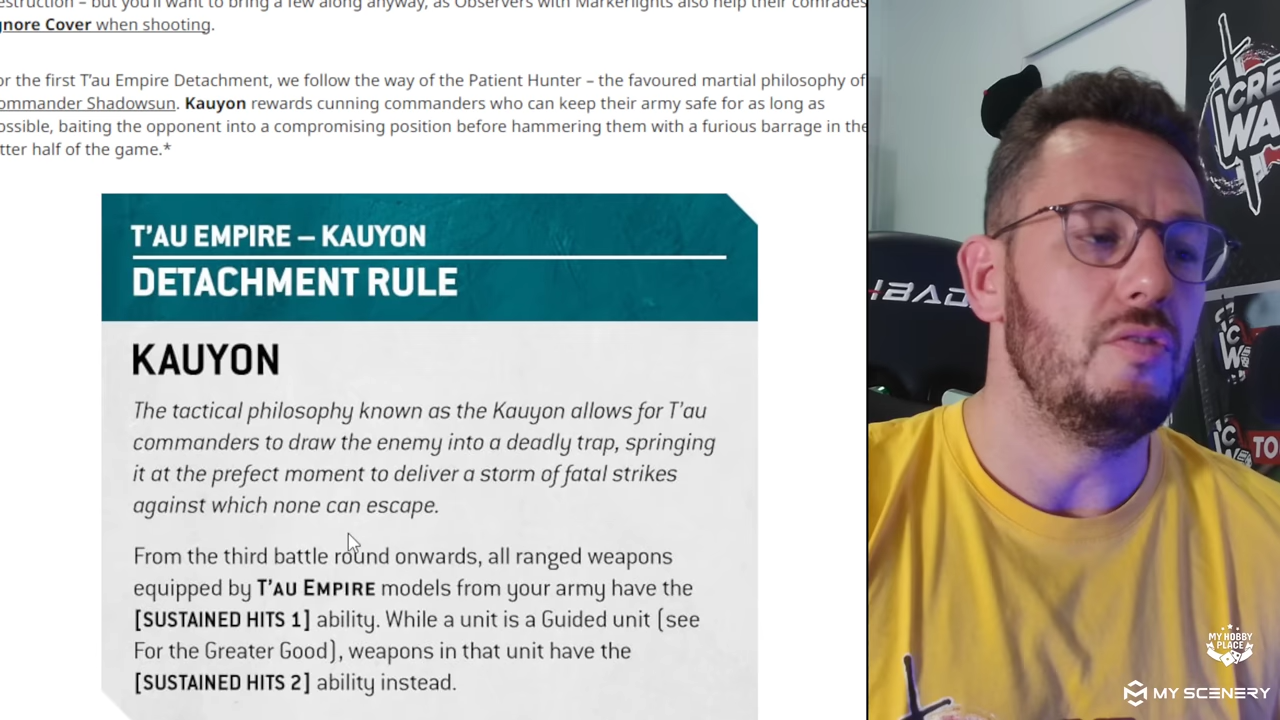 but you'll want to bring a few along anyway, as Observers with Markerlights also help their comrades
Cover when shooting.
the first T'au Empire Detachment, we follow the way of the Patient Hunter – the favoured martial philosophy of
Shadowsun. Kauyon rewards cunning commanders who can keep their army safe for as long as
baiting the opponent into a compromising position before hammering them with a furious barrage in the
half of the game.*
T'AU EMPIRE – KAUYON
DETACHMENT RULE
KAUYON
The tactical philosophy known as the Kauyon allows for T'au
commanders to draw the enemy into a deadly trap, springing
it at the prefect moment to deliver a storm of fatal strikes
against which none can escape.
From the third battle round onwards, all ranged weapons
equipped by T'AU EMPIRE models from your army have the
[SUSTAINED HITS 1] ability. While a unit is a Guided unit (see
For the Greater Good), weapons in that unit have the
[SUSTAINED HITS 2] ability instead.
MY HOBBY
PLACE
MY SCENERY